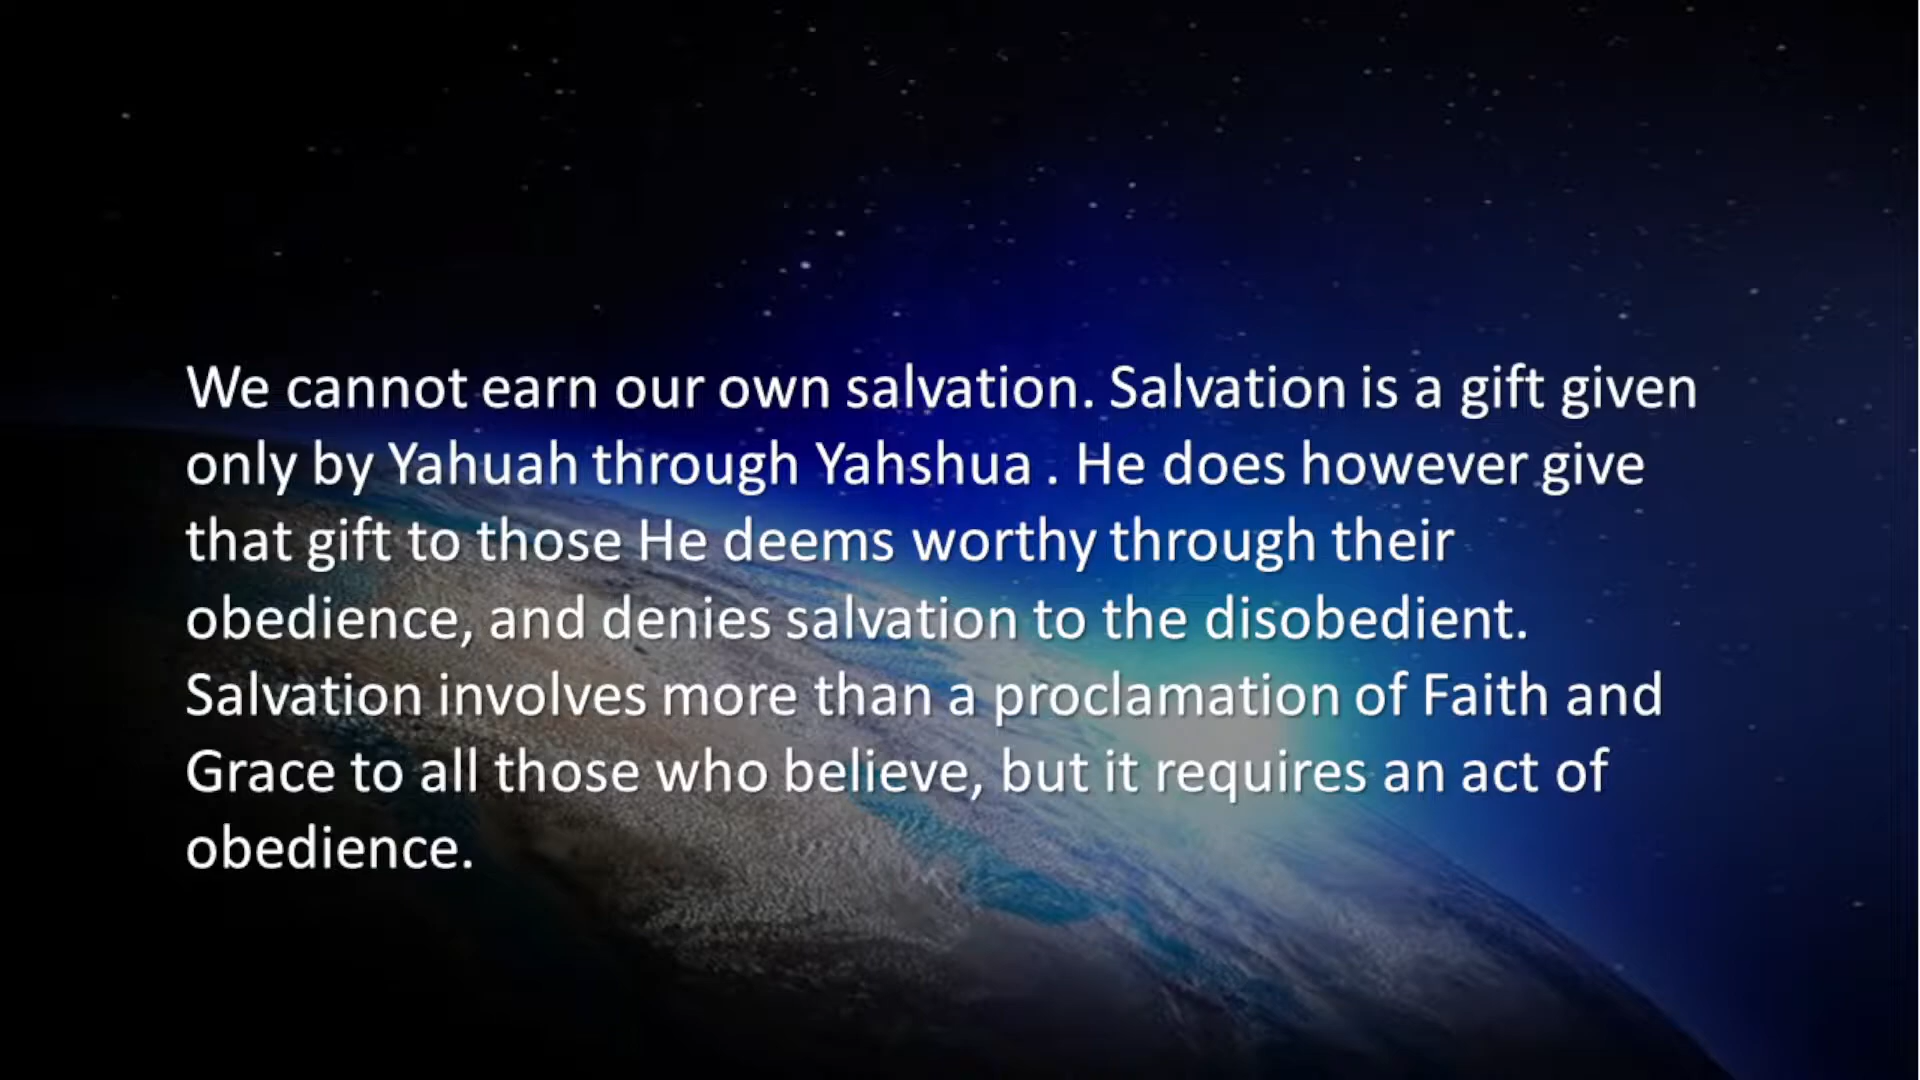 We cannot earn our own salvation. Salvation is a gift given
only by Yahuah through Yahshua . He does however give
that gift to those He deems worthy through their
obedience, and denies salvation to the disobedient.
Salvation involves more than a proclamation of Faith and
Grace to all those who believe, but it requires an act of
obedience.